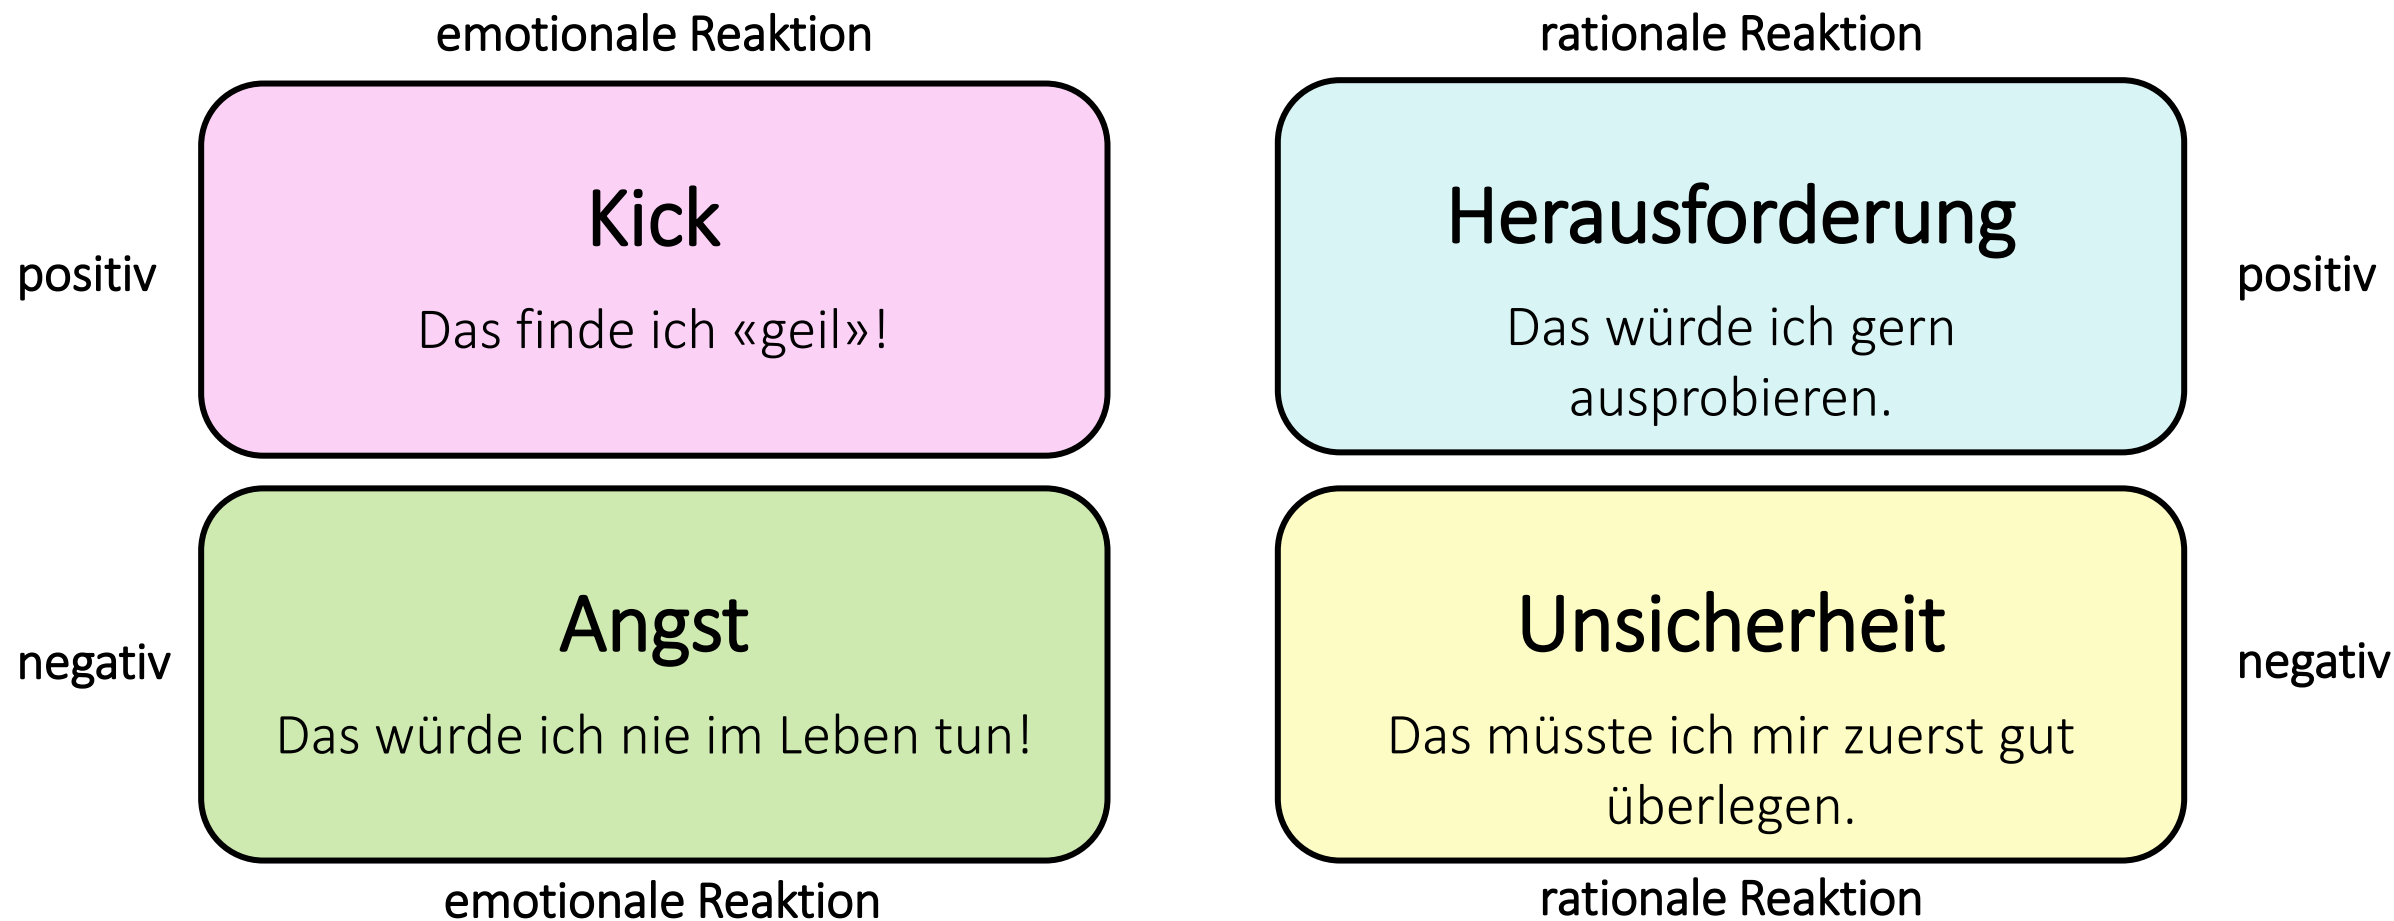 emotionale Reaktion
rationale Reaktion
positiv
Kick
Das finde ich «geil»!
Herausforderung
Das würde ich gern
ausprobieren.
positiv
negativ
Angst
Das würde ich nie im Leben tun!
Unsicherheit
Das müsste ich mir zuerst gut
überlegen.
negativ
emotionale Reaktion
rationale Reaktion